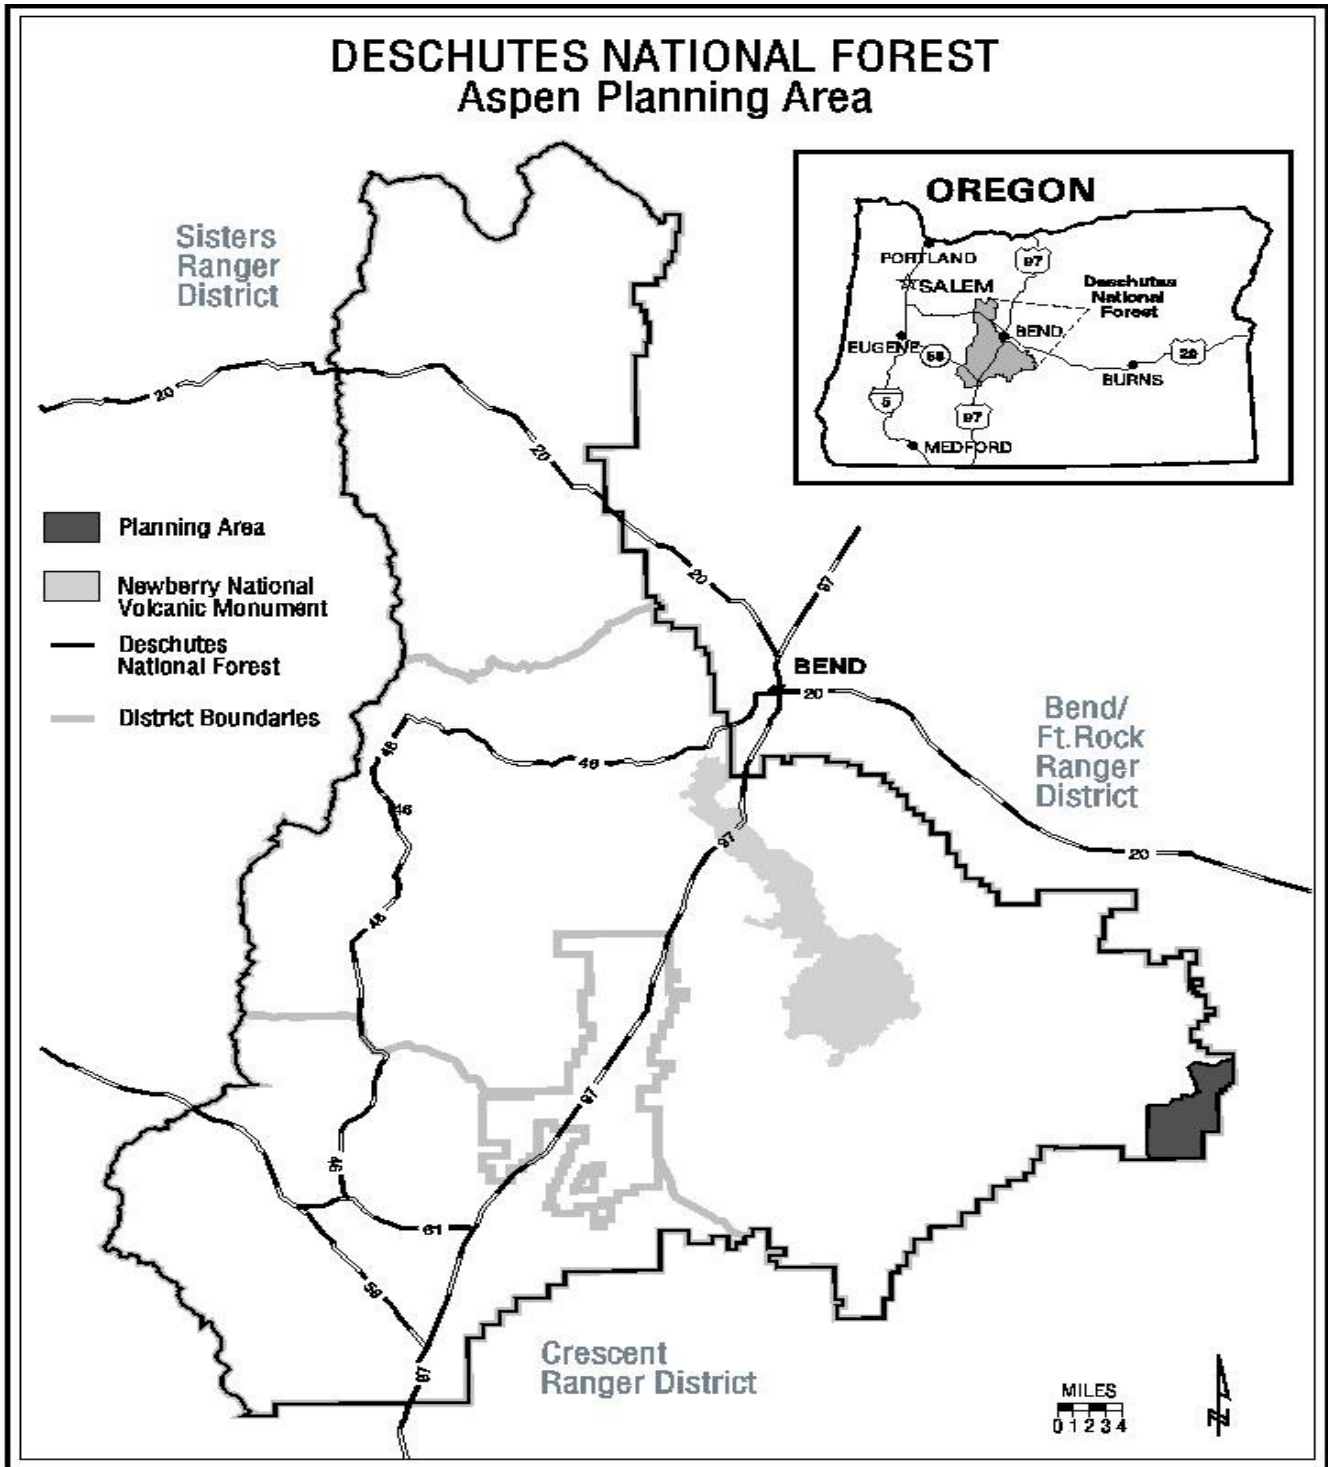 DESCHUTES NATIONAL FOREST
Aspen Planning Area
OREGON
PORTLAND
97
SALEM
Deschutes
National
Forest
BEND
EUGENE
58
20
BURNS
5
97
MEDFORD
Sisters
Ranger
District
20
20
Planning Area
Newberry National
Volcanic Monument
Deschutes
National Forest
District Boundaries
20
97
BEND
20
Bend/
Ft.Rock
Ranger
District
46
46
46
97
20
46
97
46
61
58
97
Crescent
Ranger District
MILES
0 1 2 3 4
N